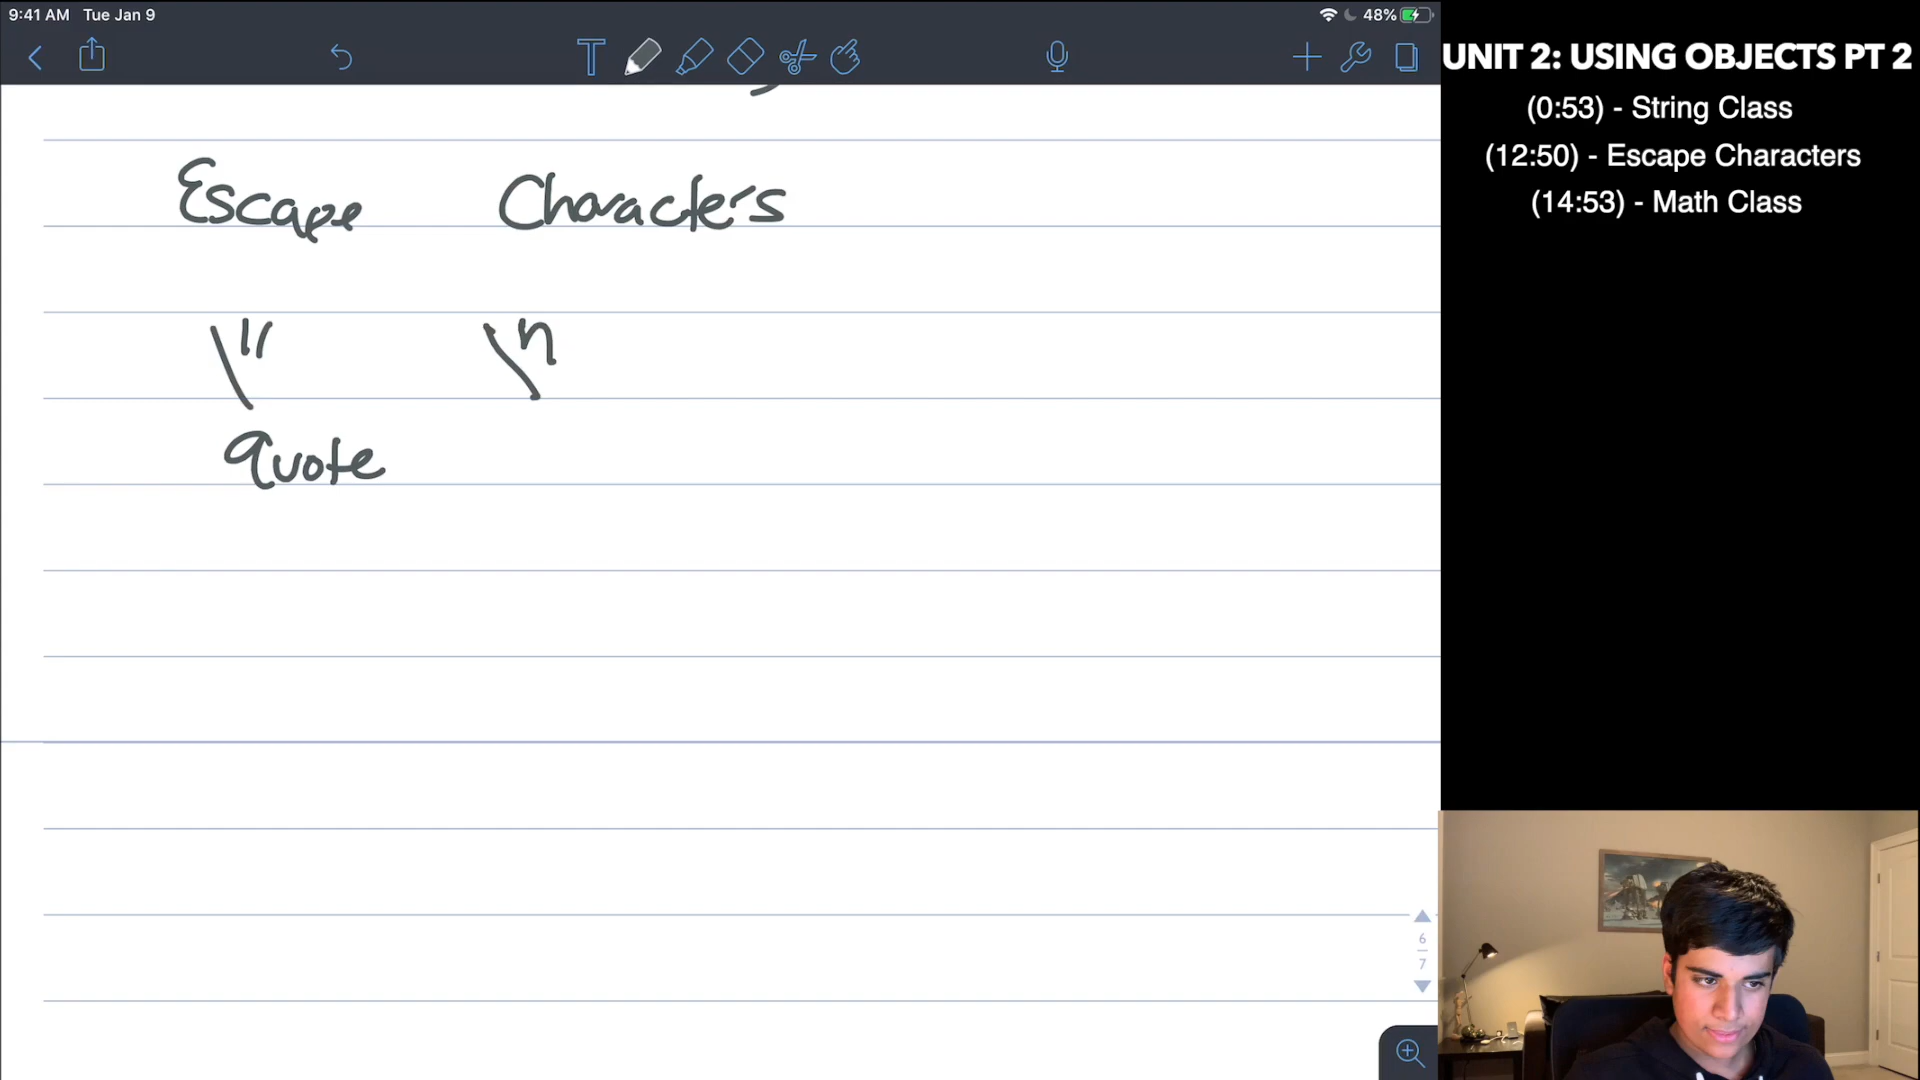 9:41 AM Tue Jan 9
48%
T
UNIT 2: USING OBJECTS PT 2
(0:53) - String Class
(12:50) - Escape Characters
(14:53) - Math Class
Escape Characters
\" \n
quote
6
7